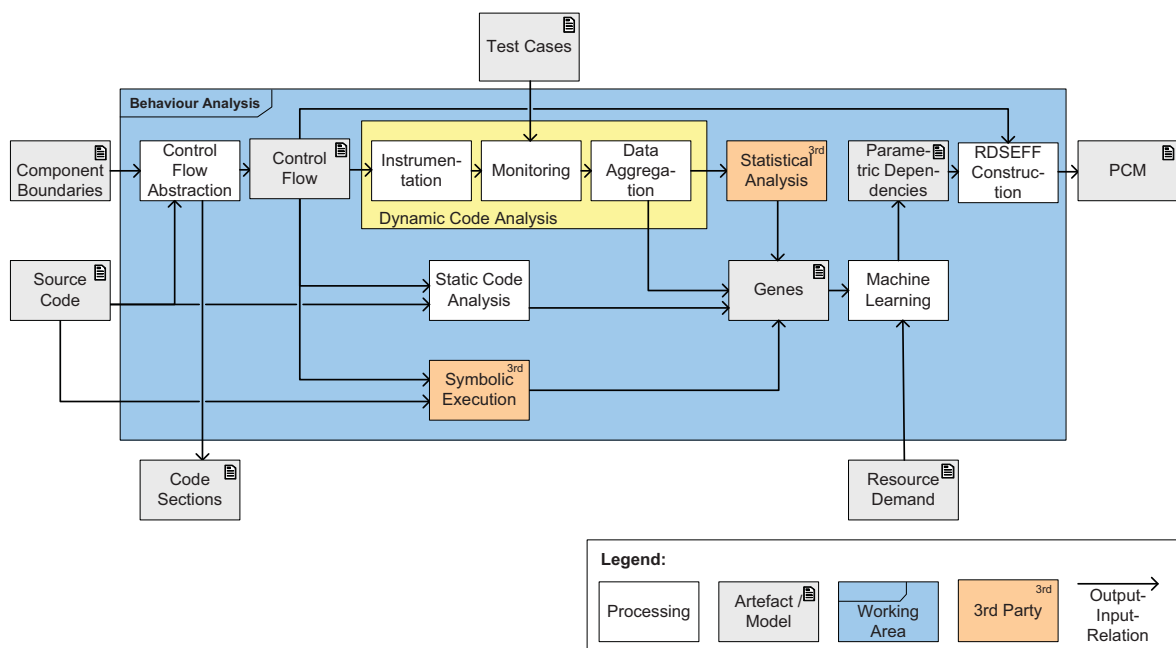 Test Cases
Behaviour Analysis
Component
Boundaries
Control
Flow
Abstraction
Control
Flow
Instrumen-
tation
Monitoring
Data
Aggrega-
tion
Dynamic Code Analysis
3rd
Statistical
Analysis
Parame-
tric Depen-
dencies
RDSEFF
Construc-
tion
PCM
Source
Code
Static Code
Analysis
Genes
Machine
Learning
3rd
Symbolic
Execution
Code
Sections
Resource
Demand
Legend:
Processing
Artefact /
Model
Working
Area
3rd
3rd Party
Output-
Input-
Relation